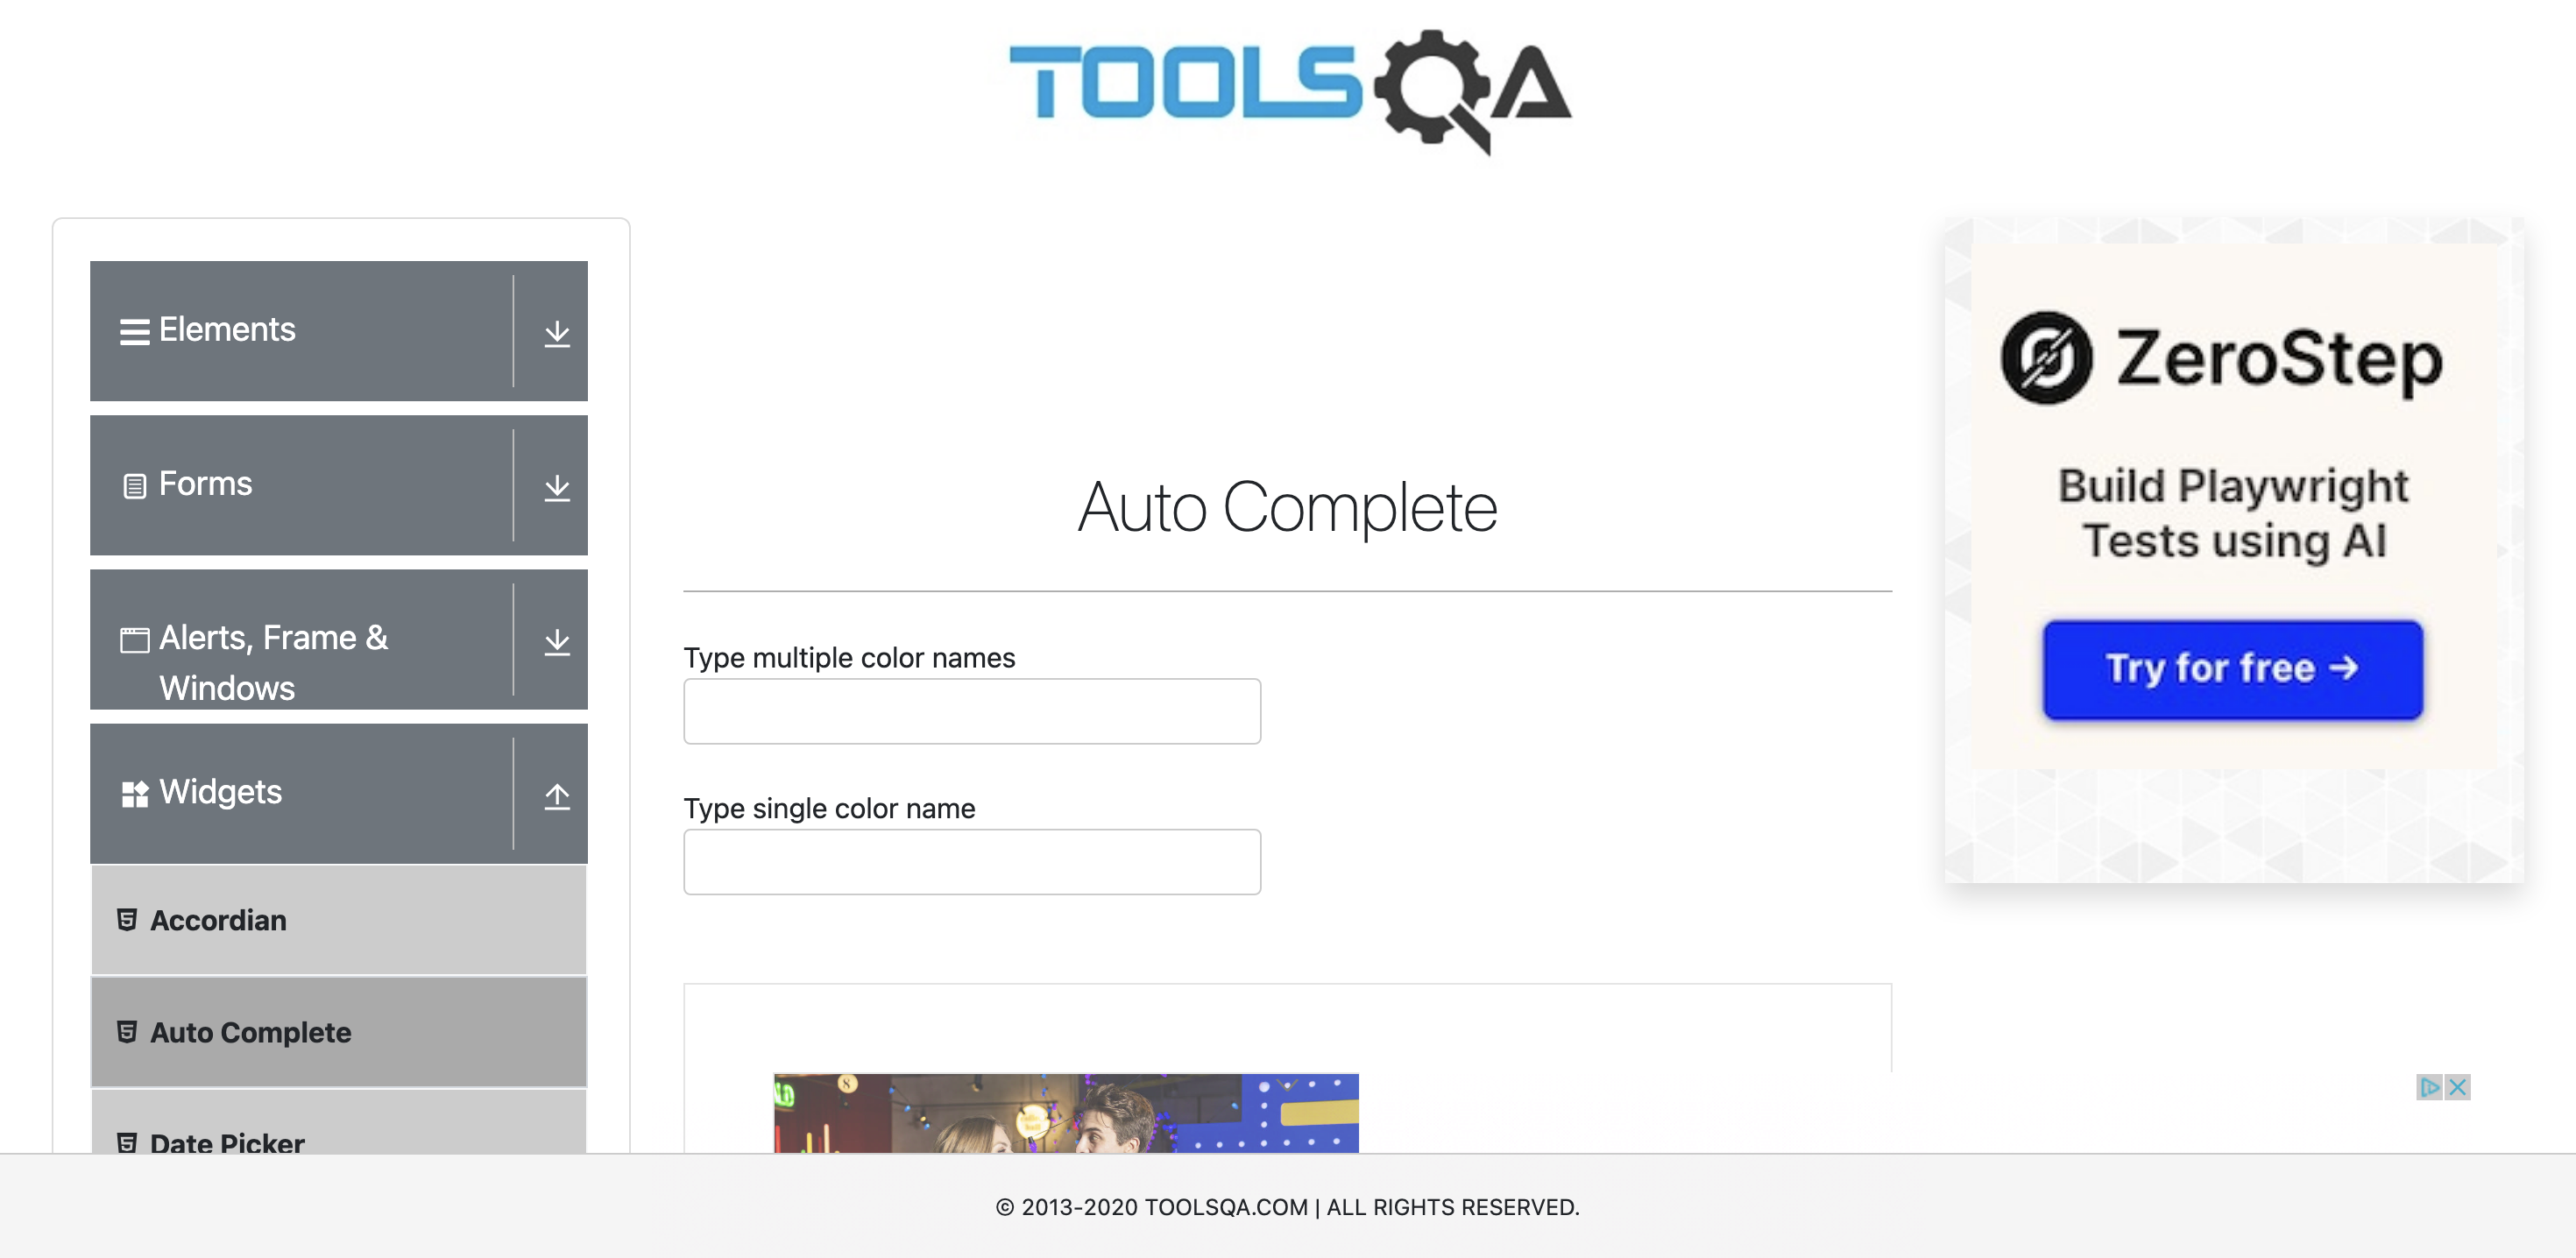 TOOLSQA
Elements
Forms
Alerts, Frame &
Windows
Widgets
Accordian
Auto Complete
Date Picker
Auto Complete
Type multiple color names
Type single color name
ZeroStep
Build Playwright
Tests using AI
Try for free →
8
© 2013-2020 TOOLSQA.COM | ALL RIGHTS RESERVED.